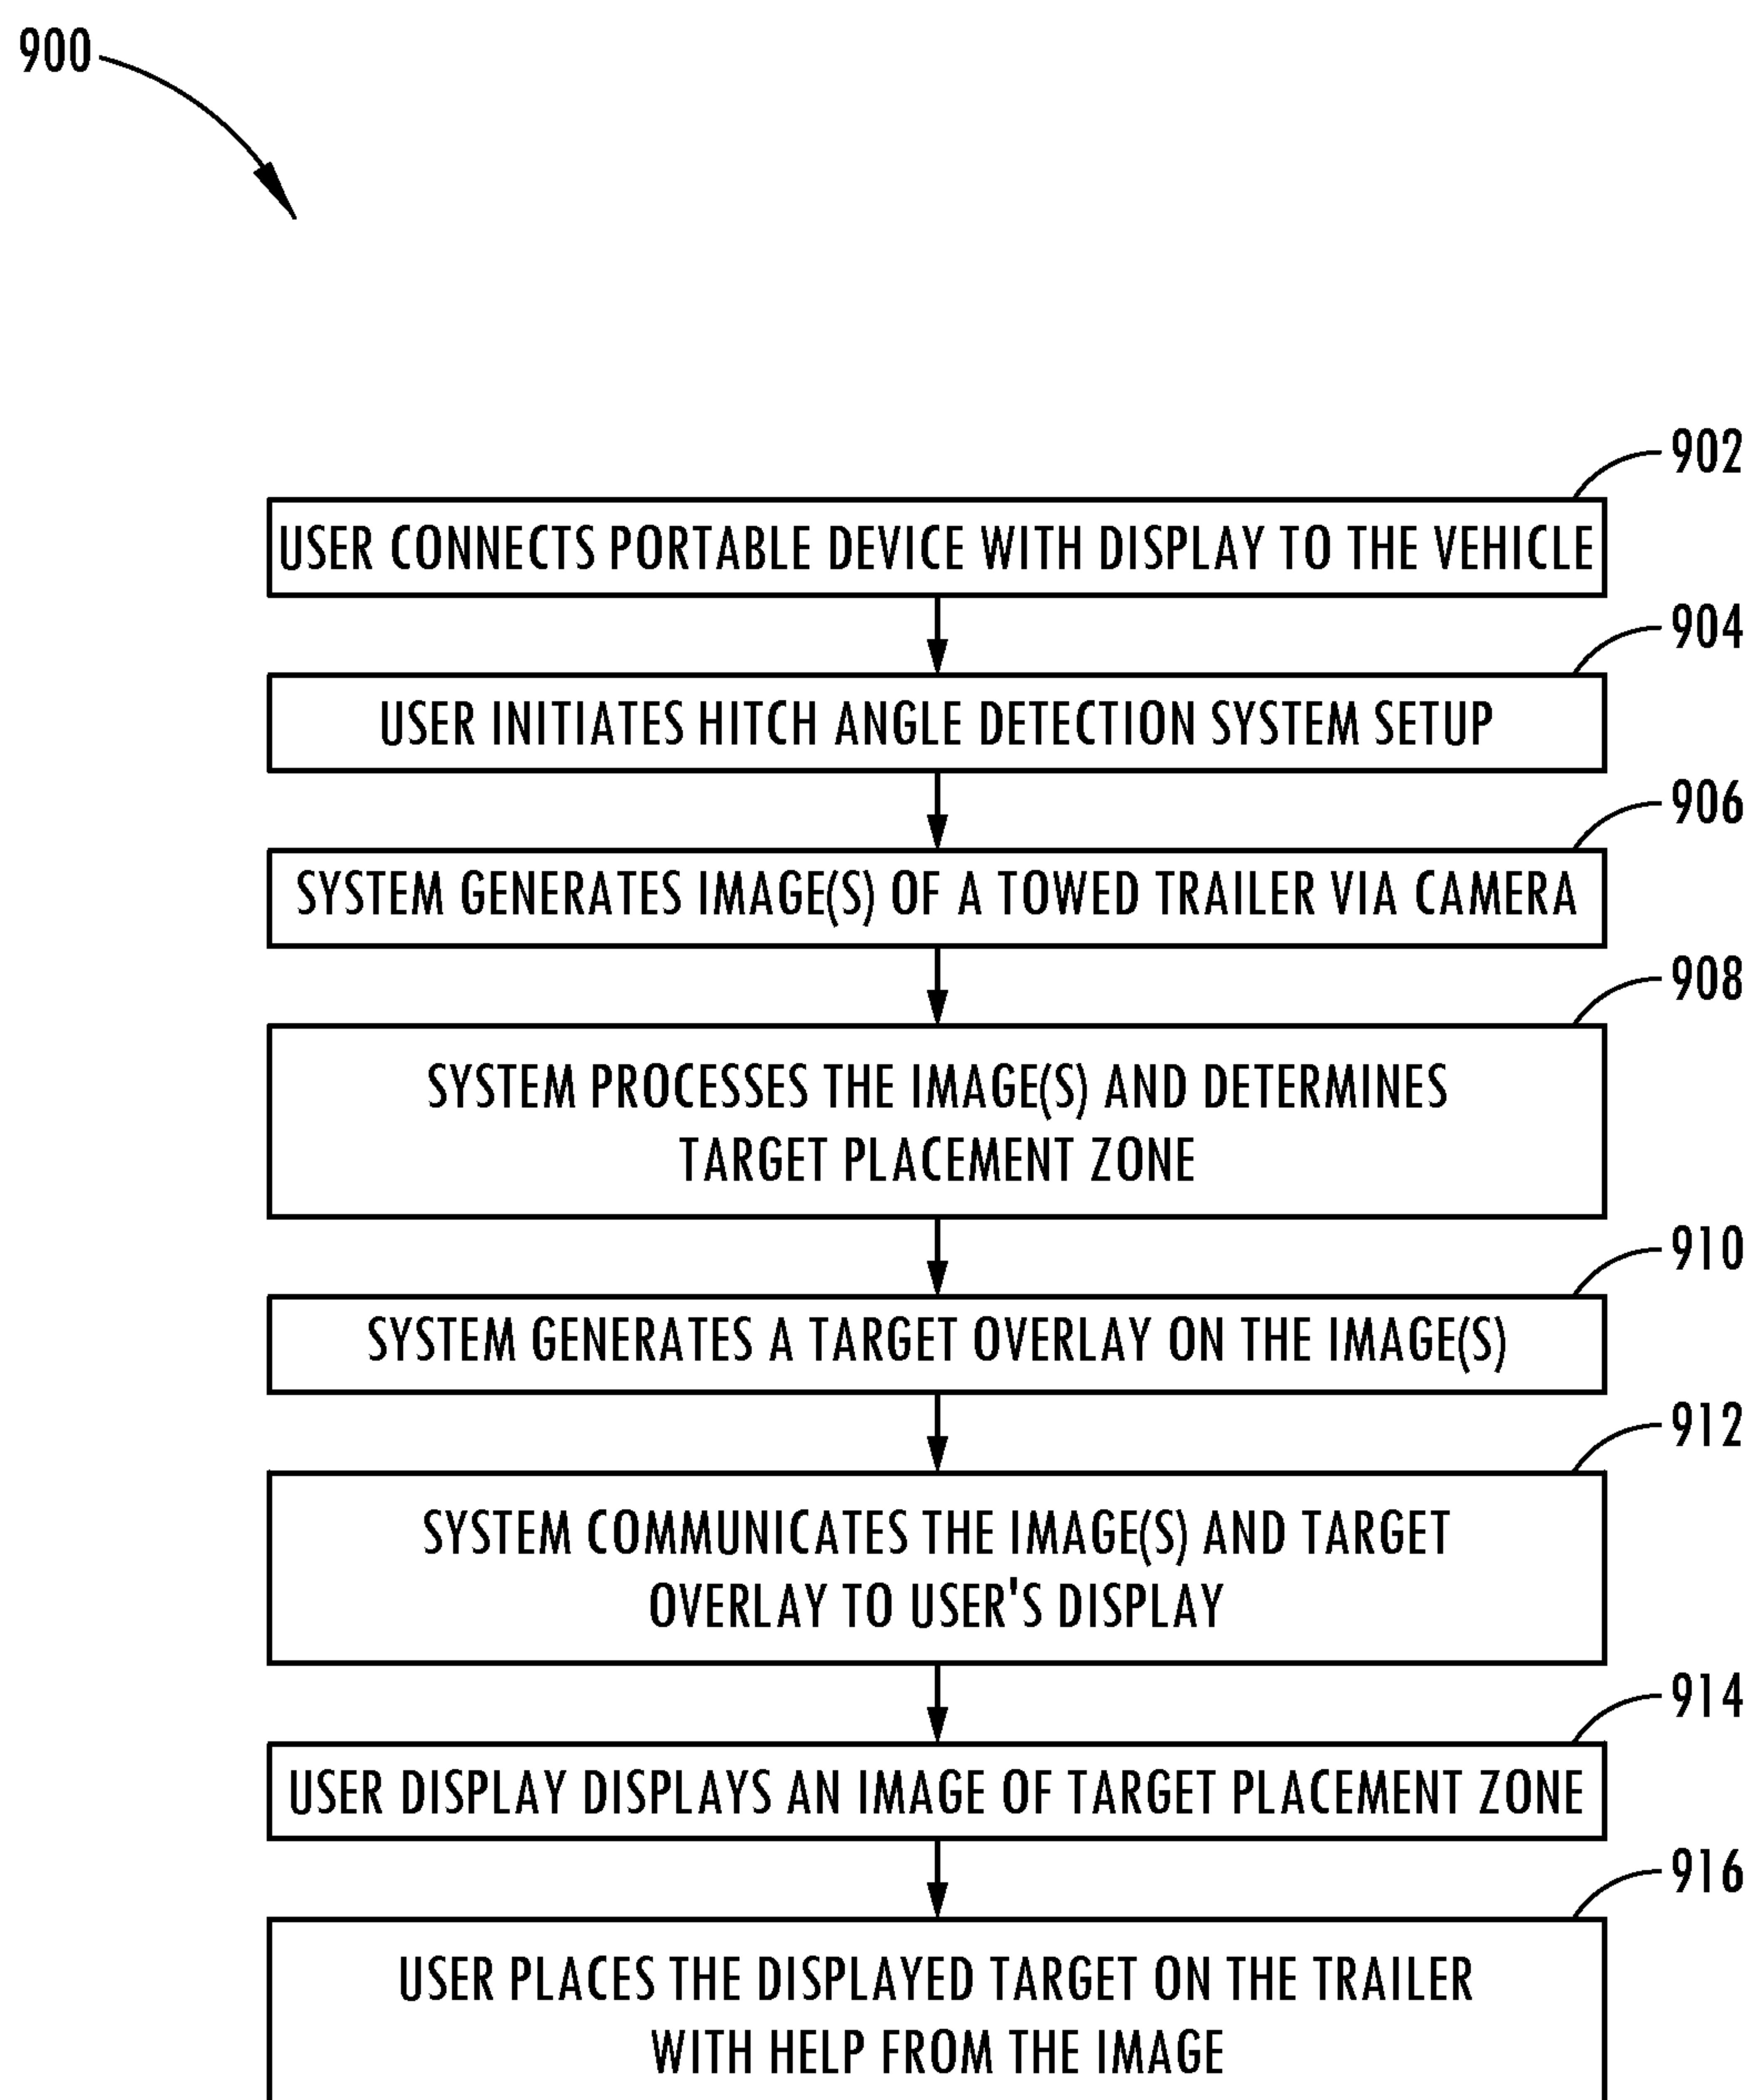 900
902
USER CONNECTS PORTABLE DEVICE WITH DISPLAY TO THE VEHICLE
904
USER INITIATES HITCH ANGLE DETECTION SYSTEM SETUP
906
SYSTEM GENERATES IMAGE(S) OF A TOWED TRAILER VIA CAMERA
908
SYSTEM PROCESSES THE IMAGE(S) AND DETERMINES
TARGET PLACEMENT ZONE
910
SYSTEM GENERATES A TARGET OVERLAY ON THE IMAGE(S)
912
SYSTEM COMMUNICATES THE IMAGE(S) AND TARGET
OVERLAY TO USER'S DISPLAY
914
USER DISPLAY DISPLAYS AN IMAGE OF TARGET PLACEMENT ZONE
916
USER PLACES THE DISPLAYED TARGET ON THE TRAILER
WITH HELP FROM THE IMAGE